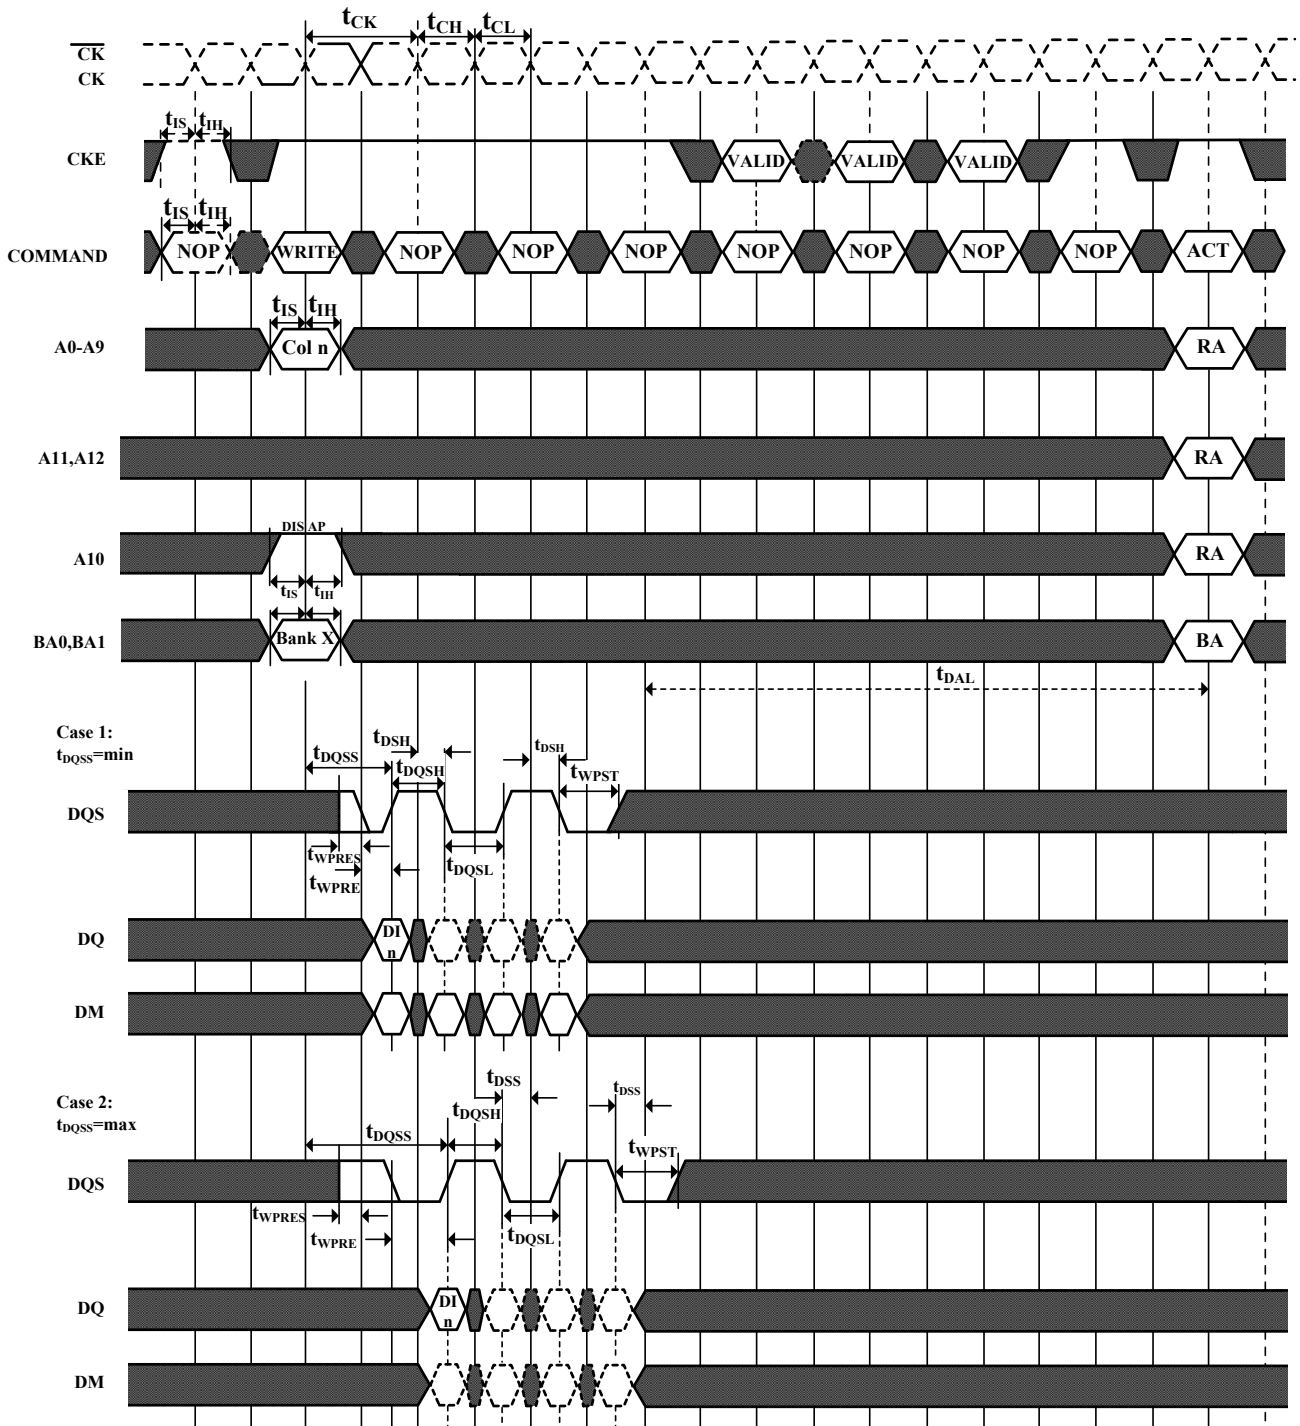 tCK tCH tCL
CK
CK
tIS tIH
CKE VALID VALID VALID
tIS tIH
COMMAND NOP WRITE NOP NOP NOP NOP NOP NOP NOP ACT
tIS tIH
A0-A9 Col n RA
A11,A12 RA
DIS AP
A10 RA
tIS tIH
BA0,BA1 Bank X BA
tDAL
Case 1:
tDQSS=min
tDSH tDSH
tDQSS tDQSH tWPST
DQS
tWPRES tDQSL
tWPRE
DQ DI
n
DM
Case 2:
tDQSS=max
tDSS tDSS
tDQSH
tDQSS tWPST
DQS
tWPRES
tWPRE tDQSL
DQ DI
n
DM